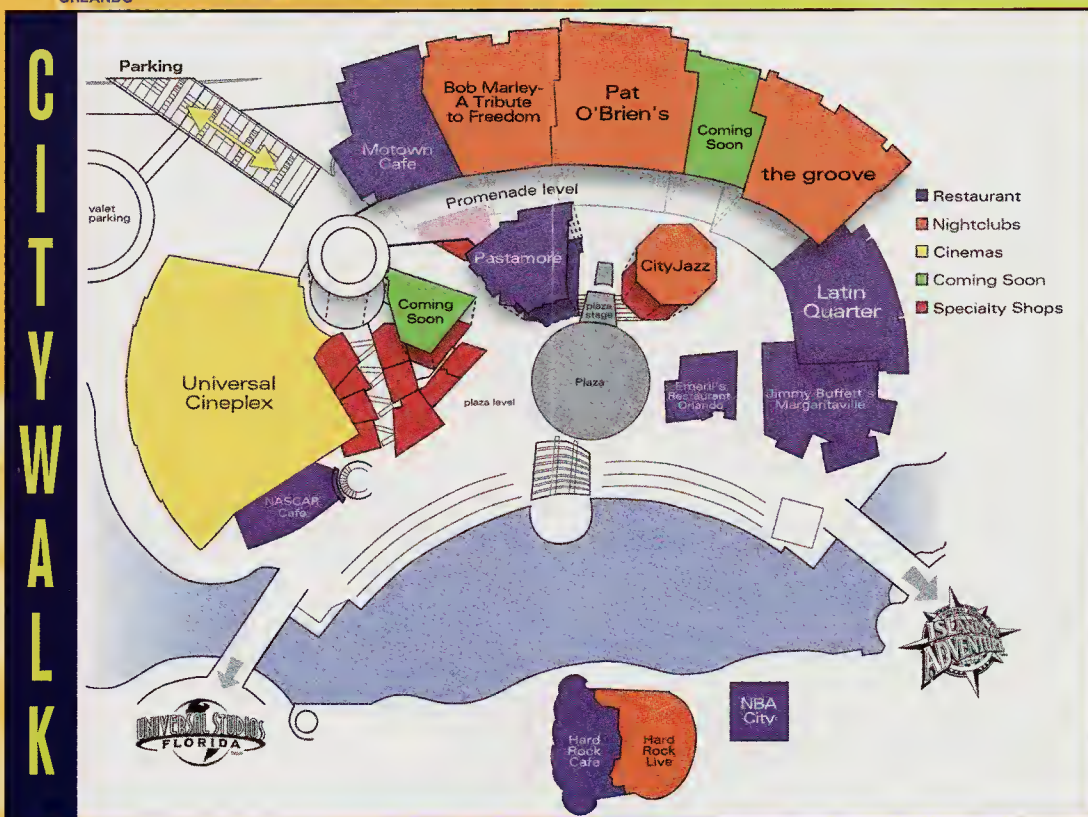 ORLANDO
CITYWALK
Parking
valet
parking
Motown
Cafe
Bob Marley-
A Tribute
to Freedom
Pat
O'Brien's
Coming
Soon
the groove
Promenade level
Restaurant
Nightclubs
Cinemas
Coming Soon
Specialty Shops
Pastamore
CityJazz
Latin
Quarter
Coming
Soon
plaza
stage
Plaza
plaza level
Universal
Cineplex
Emeril's
Restaurant
Orlando
Jimmy Buffett's
Margaritaville
NASCAR
Cafe
ISLANDS
ADVENTURE
UNIVERSAL STUDIOS
FLORIDA
Hard
Rock
Cafe
Hard
Rock
Live
NBA
City